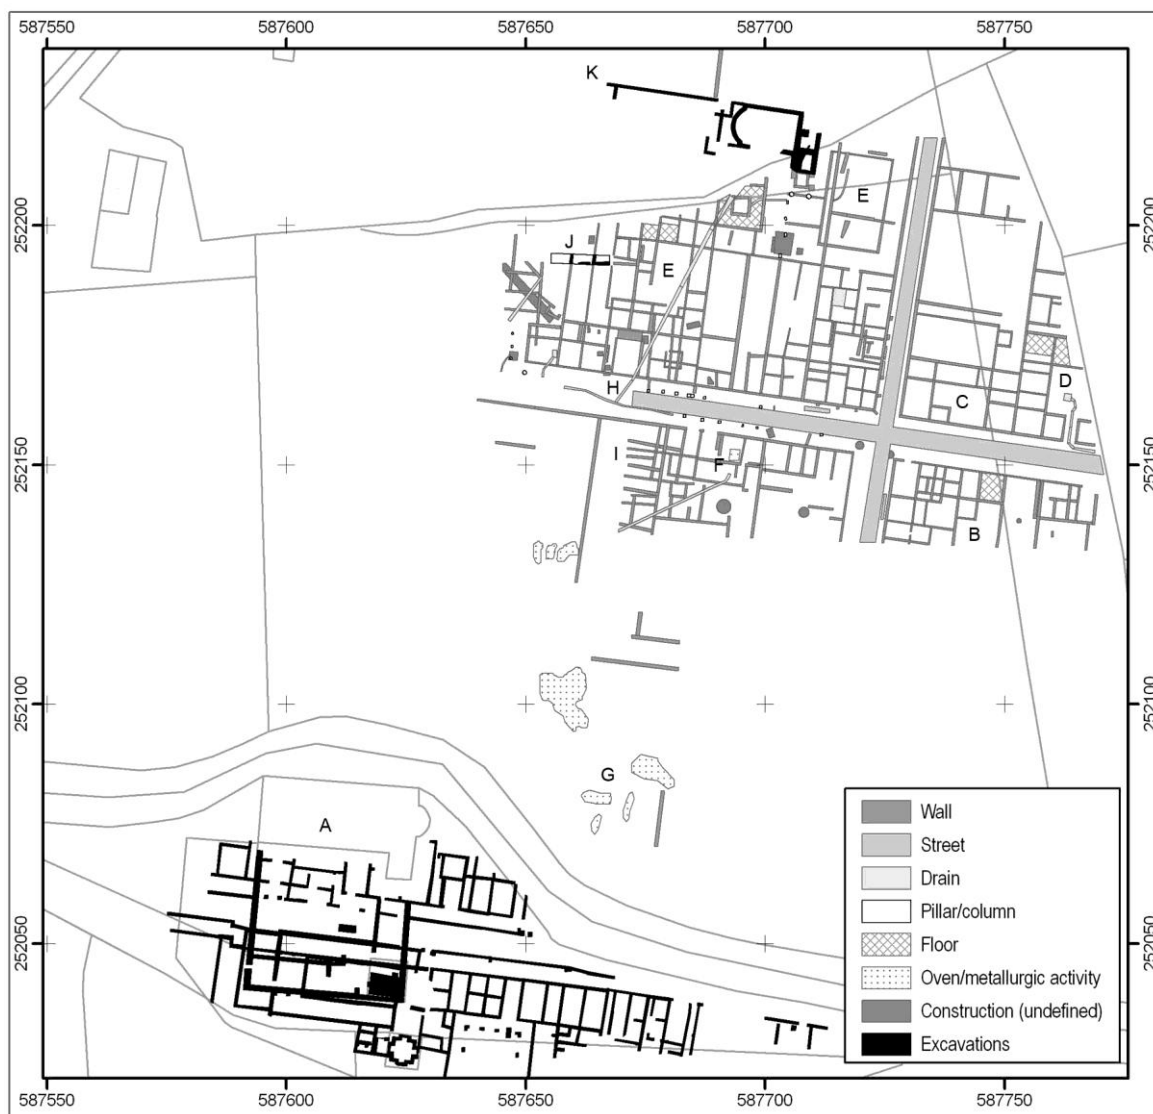 587550 587600 587650 587700 587750
K
E
252200 252200
J
E
D
H
C
252150 I F 252150
B
252100 252100
G
A
Wall
Street
Drain
Pillar/column
252050 Floor 252050
Oven/metallurgic activity
Construction (undefined)
Excavations
587550 587600 587650 587700 587750